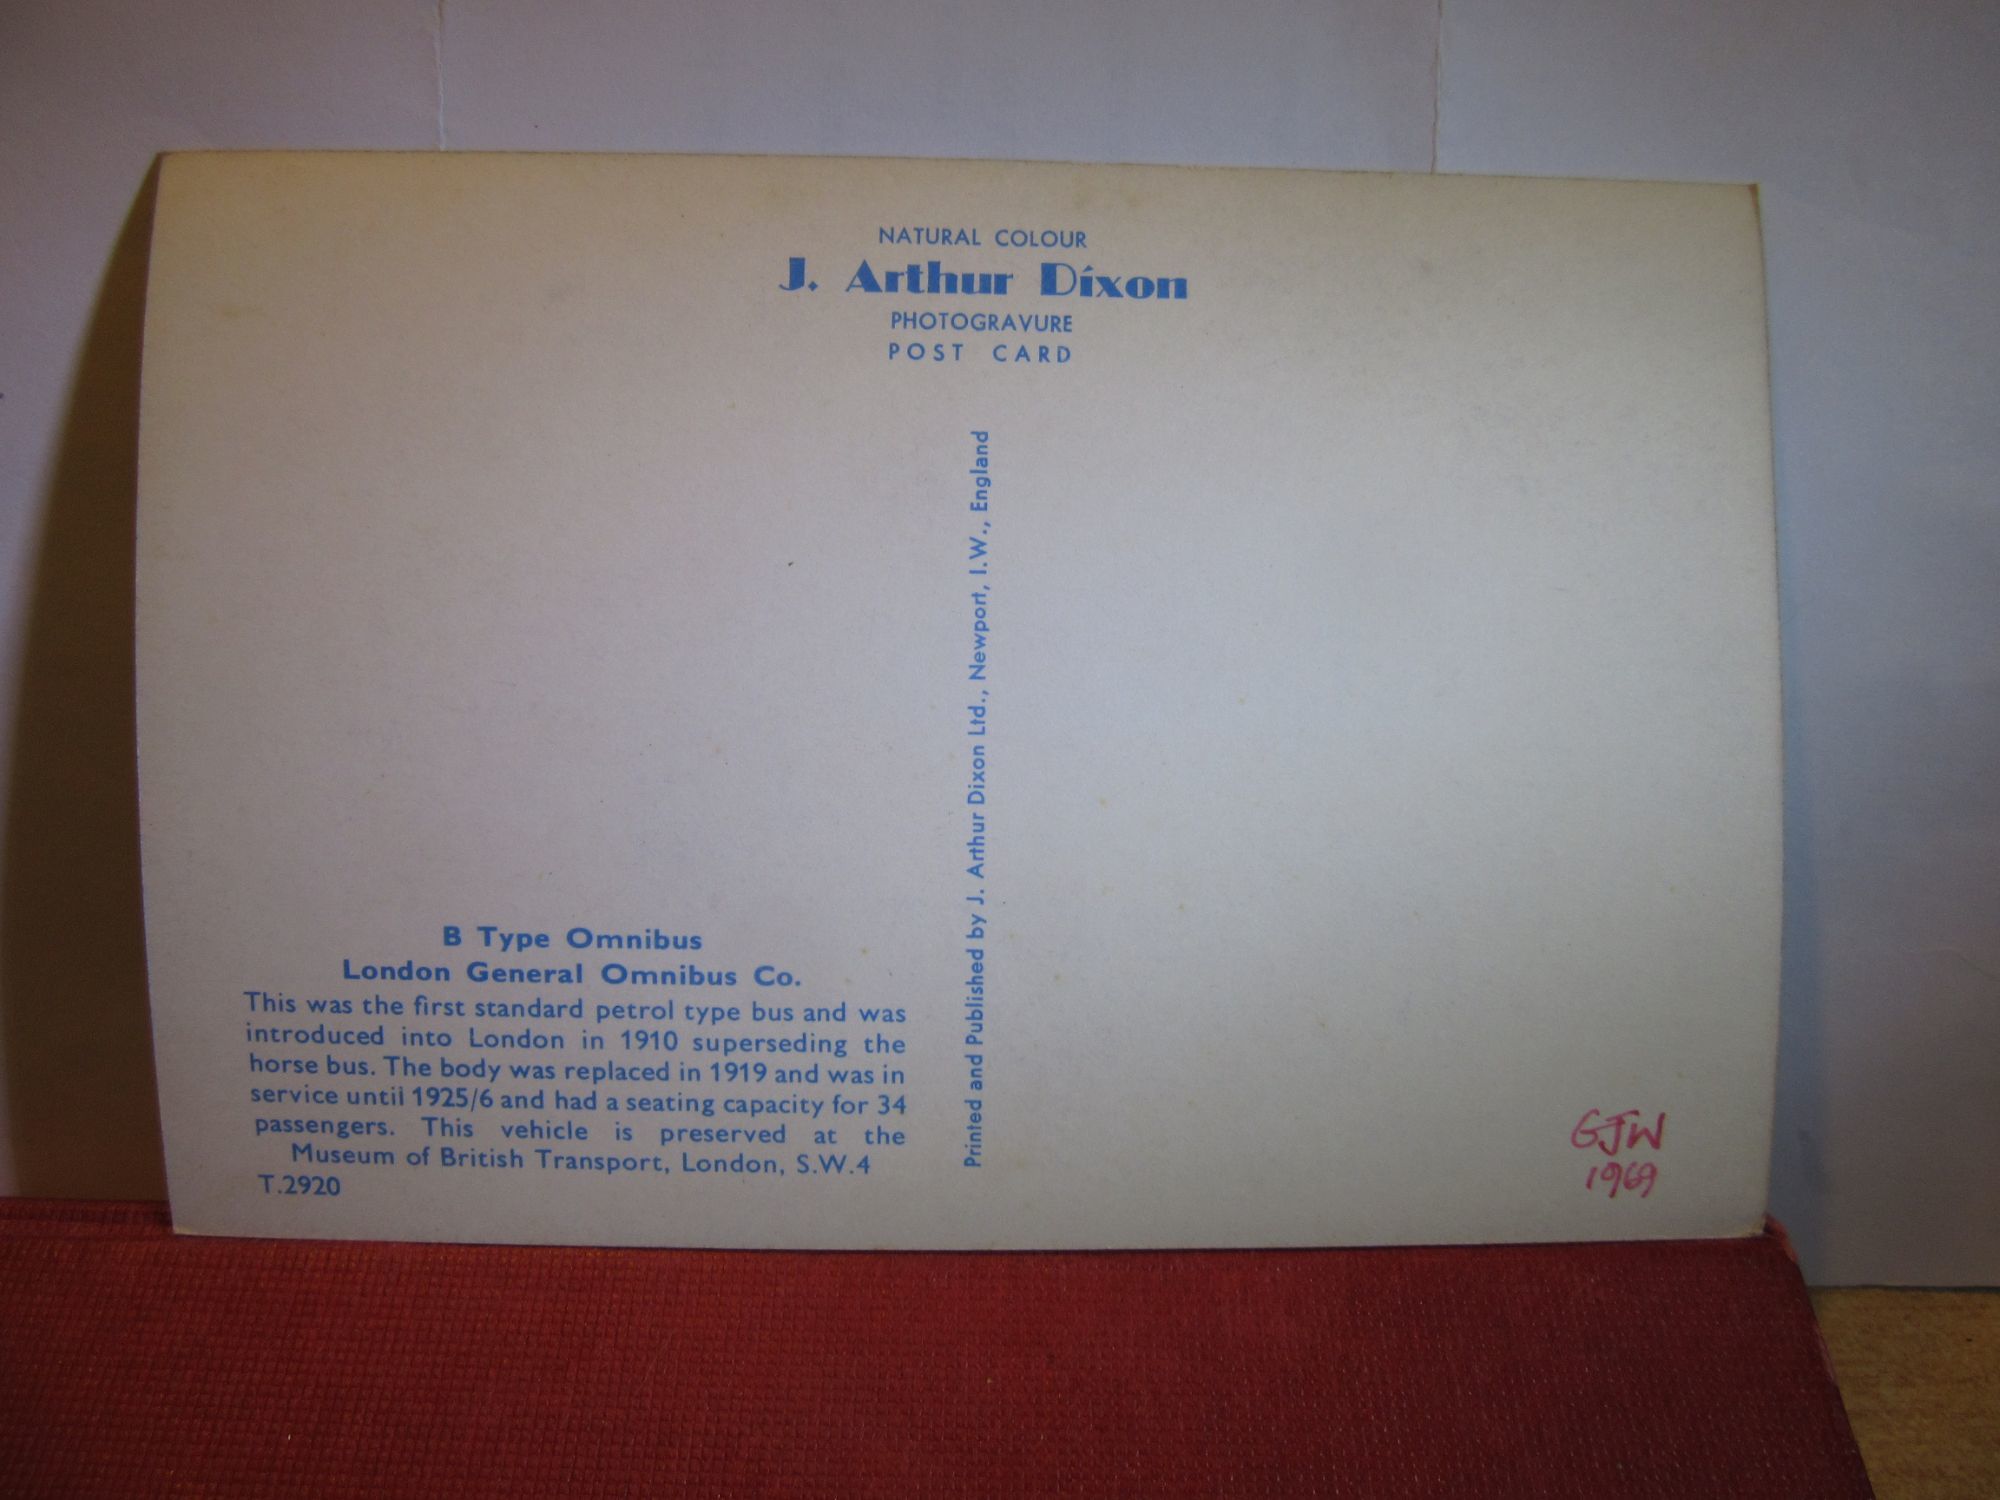 NATURAL COLOUR
J. Arthur Dixon
PHOTOGRAVURE
POST CARD
Printed and Published by J. Arthur Dixon Ltd., Newport, I.W., England
B Type Omnibus
London General Omnibus Co.
This was the first standard petrol type bus and was
introduced into London in 1910 superseding the
horse bus. The body was replaced in 1919 and was in
service until 1925/6 and had a seating capacity for 34
passengers. This vehicle is preserved at the
Museum of British Transport, London, S.W.4
T.2920
GJW
1969